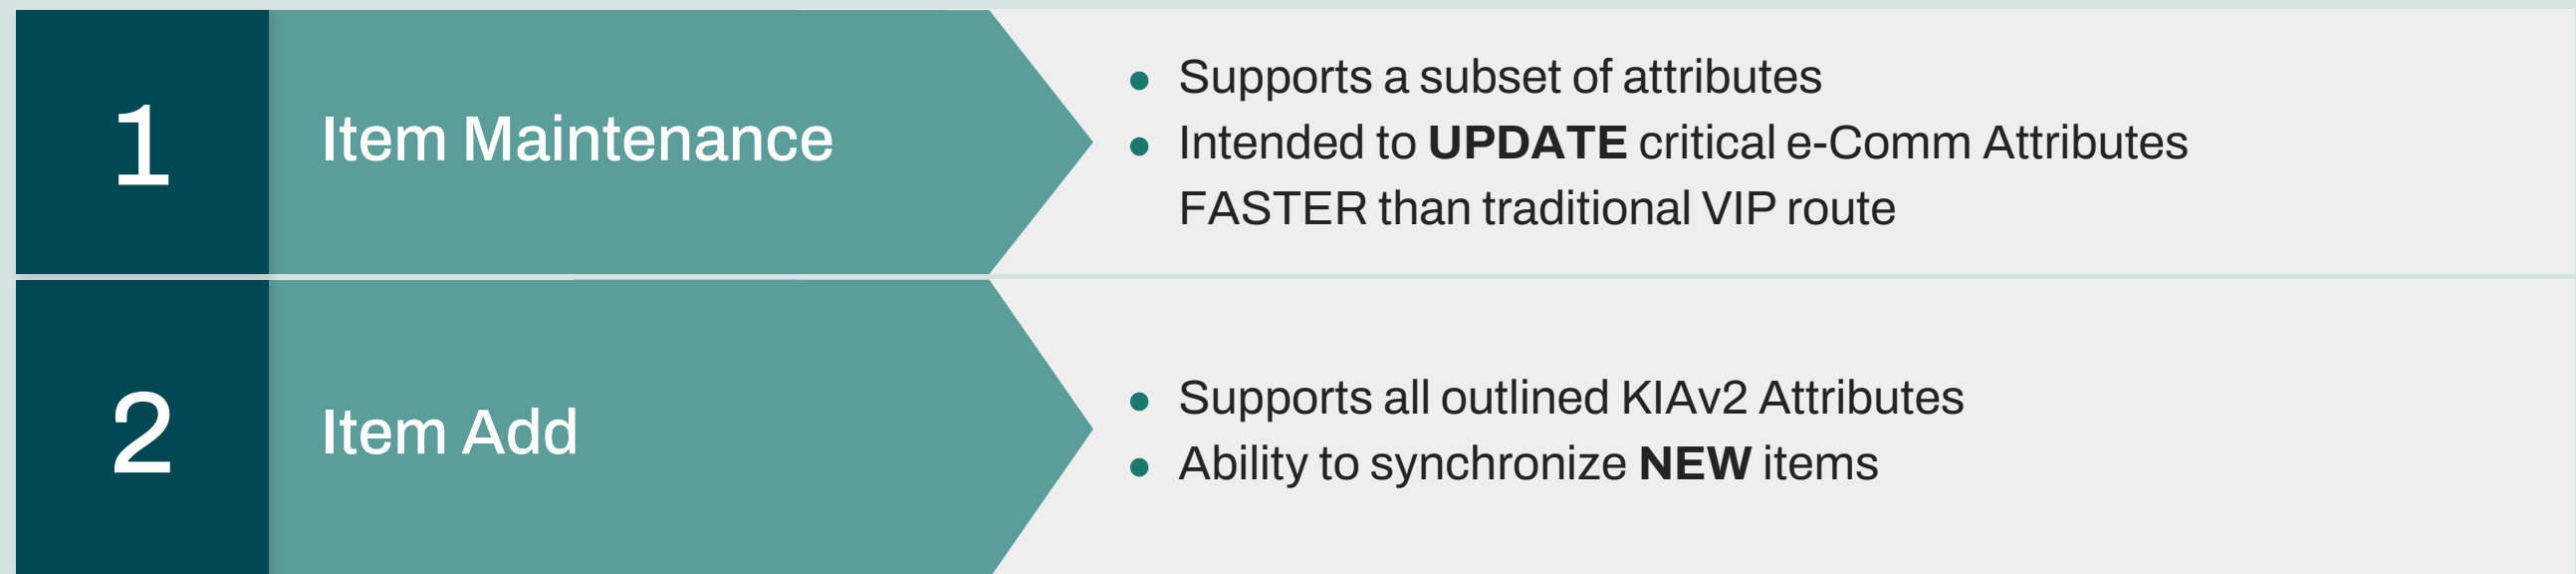 1
Item Maintenance
Supports a subset of attributes
Intended to UPDATE critical e-Comm Attributes
FASTER than traditional VIP route
2
Item Add
Supports all outlined KIAv2 Attributes
Ability to synchronize NEW items